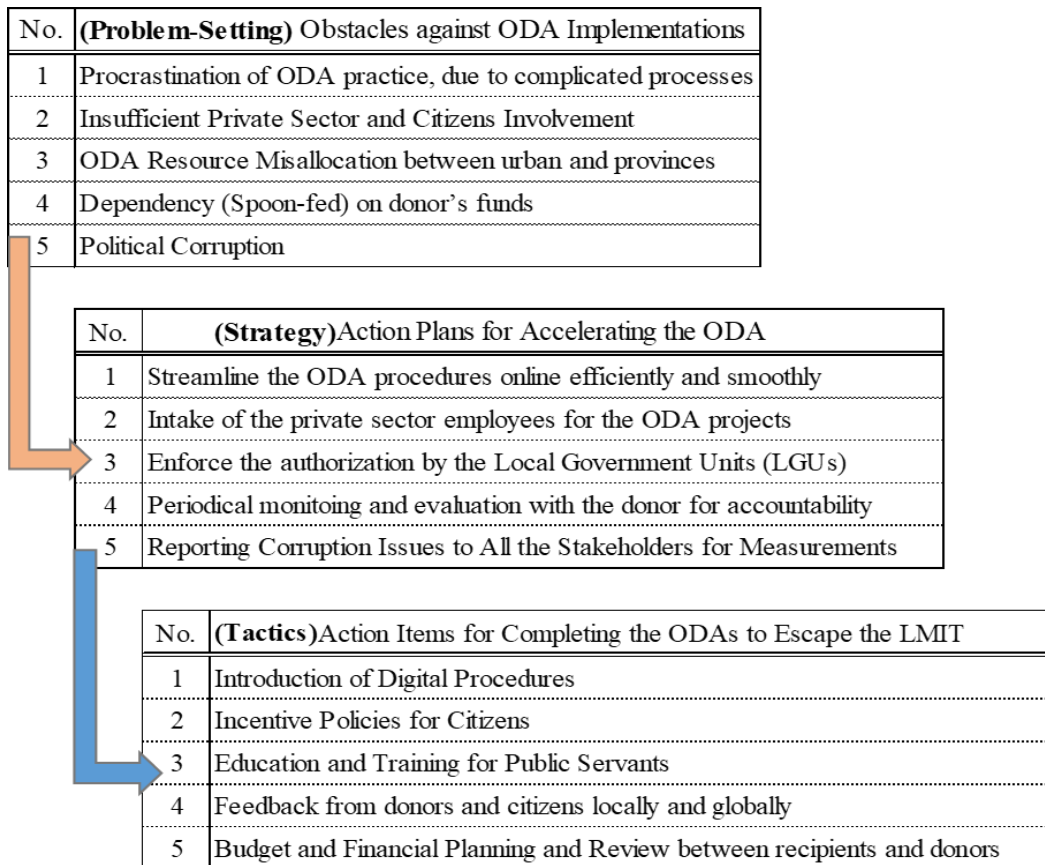 No. (Problem-Setting) Obstacles against ODA Implementations
1 Procrastination of ODA practice, due to complicated processes
2 Insufficient Private Sector and Citizens Involvement
3 ODA Resource Misallocation between urban and provinces
4 Dependency (Spoon-fed) on donor’s funds
5 Political Corruption
No. (Strategy)Action Plans for Accelerating the ODA
1 Streamline the ODA procedures online efficiently and smoothly
2 Intake of the private sector employees for the ODA projects
3 Enforce the authorization by the Local Government Units (LGUs)
4 Periodical monitoing and evaluation with the donor for accountability
5 Reporting Corruption Issues to All the Stakeholders for Measurements
No. (Tactics)Action Items for Completing the ODAs to Escape the LMIT
1 Introduction of Digital Procedures
2 Incentive Policies for Citizens
3 Education and Training for Public Servants
4 Feedback from donors and citizens locally and globally
5 Budget and Financial Planning and Review between recipients and donors